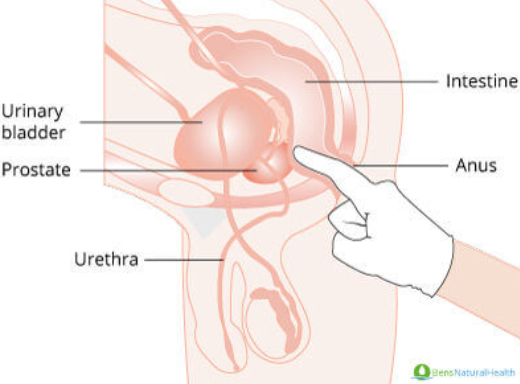 Intestine
Urinary
bladder
Prostate
Anus
Urethra
BensNaturalHealth